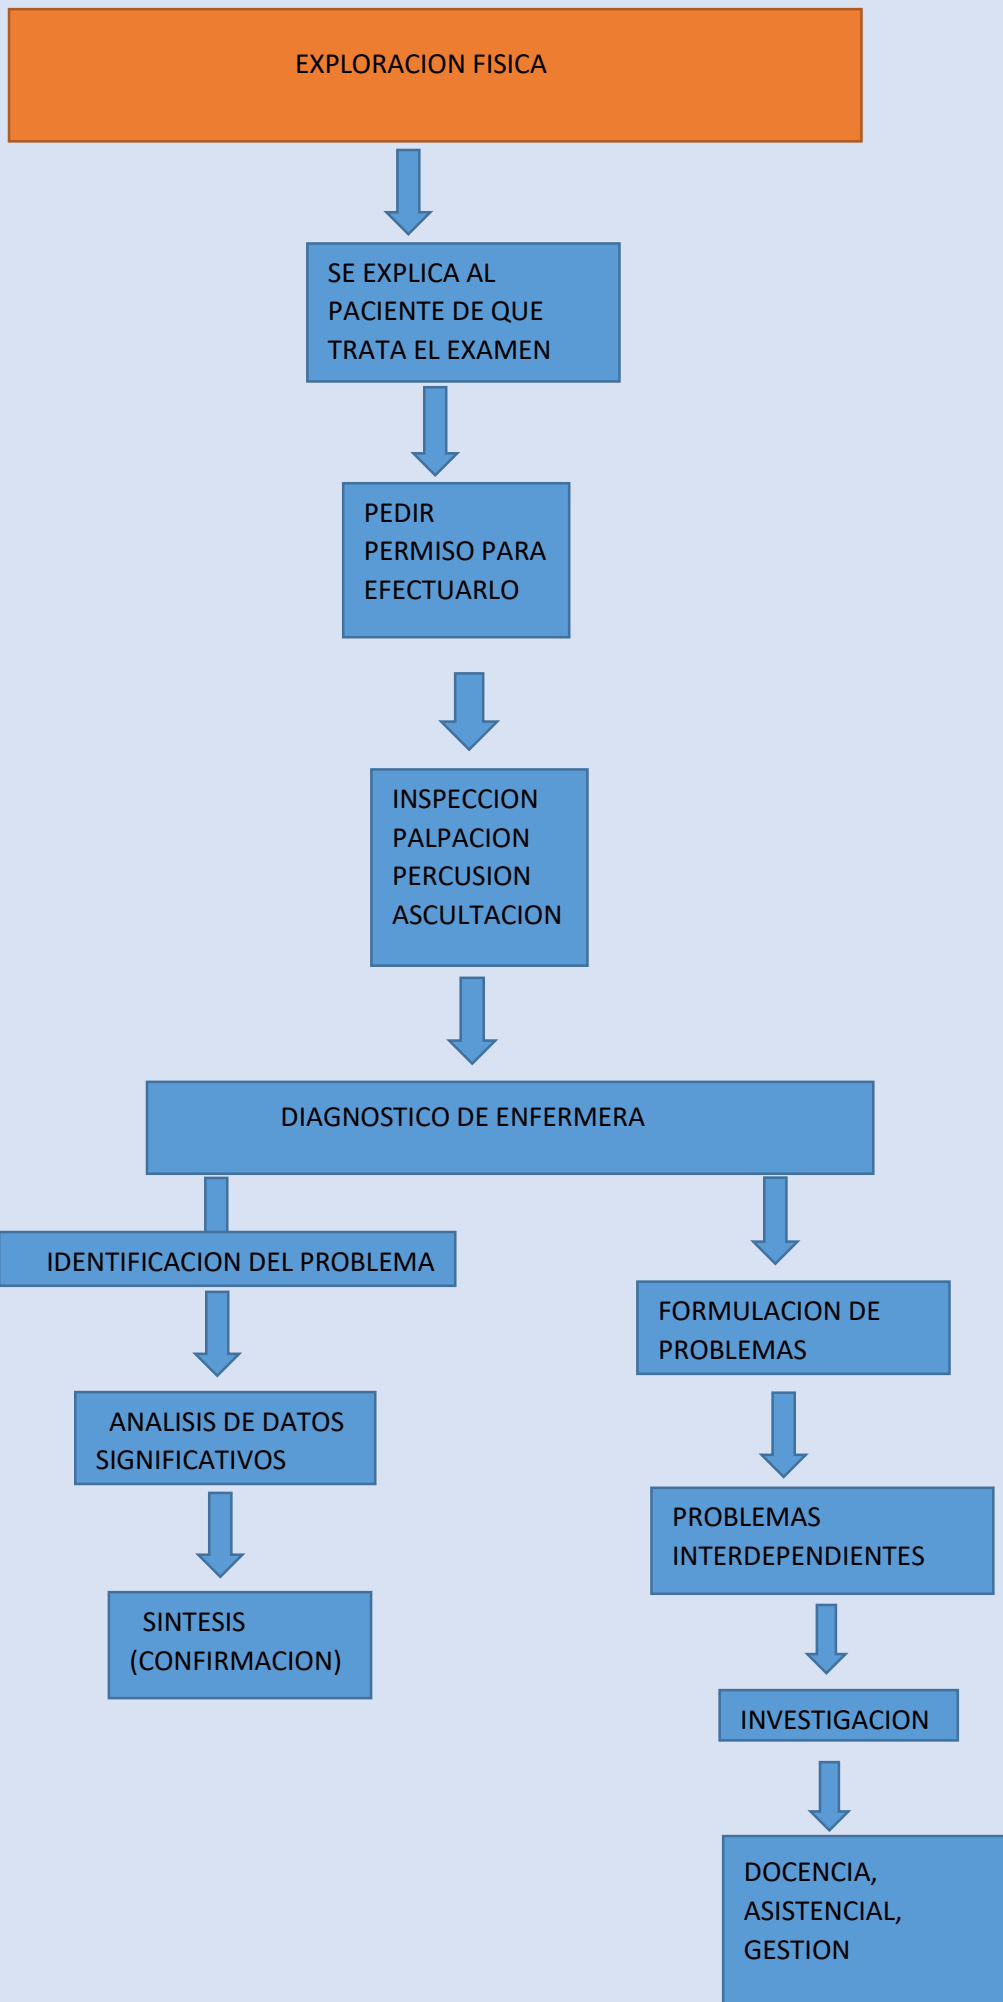 EXPLORACION FISICA
SE EXPLICA AL
PACIENTE DE QUE
TRATA EL EXAMEN
PEDIR
PERMISO PARA
EFECTUARLO
INSPECCION
PALPACION
PERCUSION
ASCULTACION
DIAGNOSTICO DE ENFERMERA
IDENTIFICACION DEL PROBLEMA
ANALISIS DE DATOS
SIGNIFICATIVOS
SINTESIS
(CONFIRMACION)
FORMULACION DE
PROBLEMAS
PROBLEMAS
INTERDEPENDIENTES
INVESTIGACION
DOCENCIA,
ASISTENCIAL,
GESTION